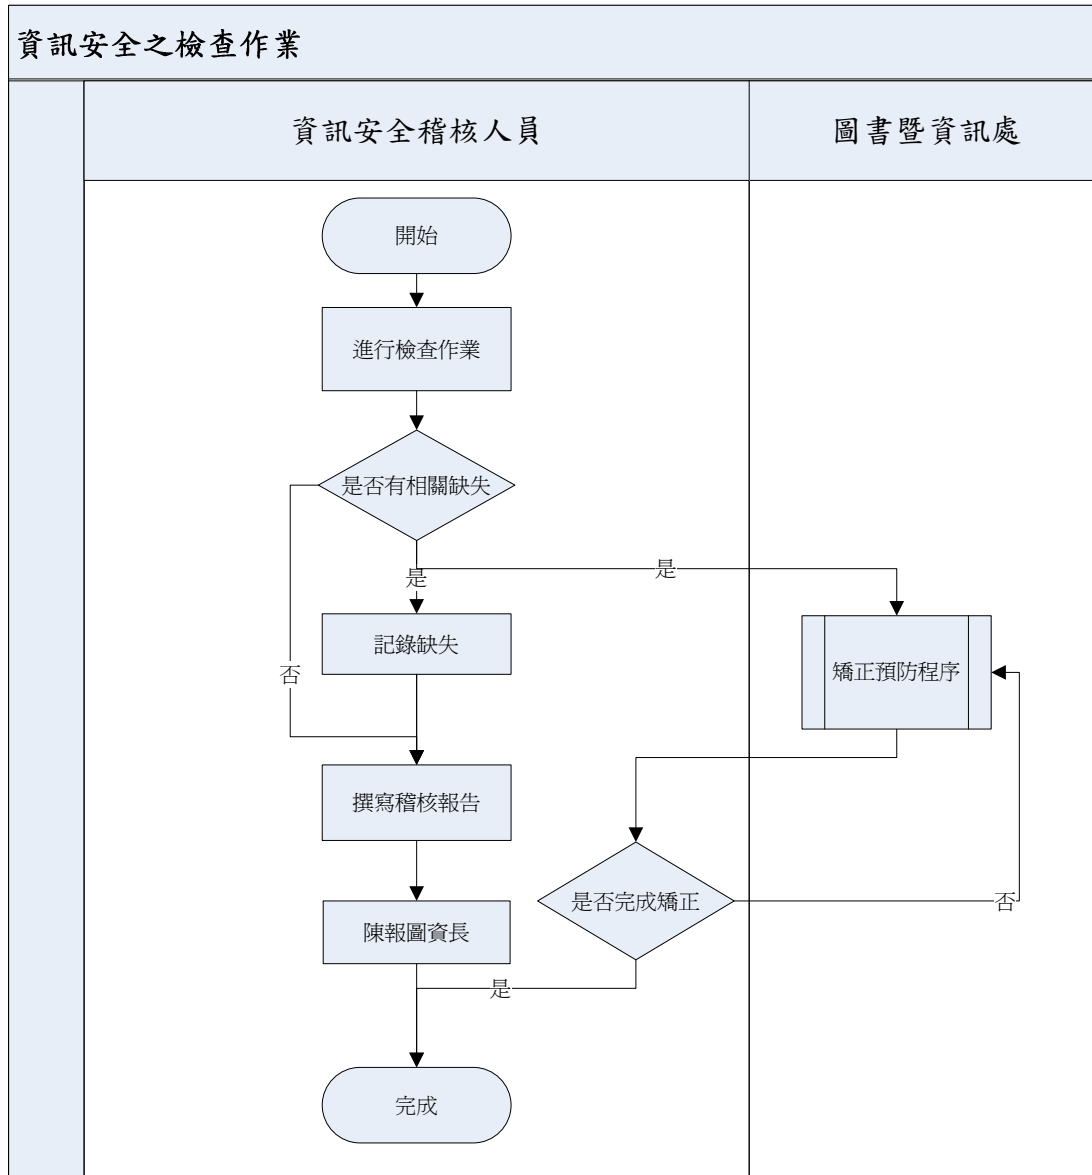 資訊安全之檢查作業
資訊安全稽核人員
圖書暨資訊處
開始
進行檢查作業
是否有相關缺失
是
是
記錄缺失
否
矯正預防程序
撰寫稽核報告
是否完成矯正
否
陳報圖資長
是
完成